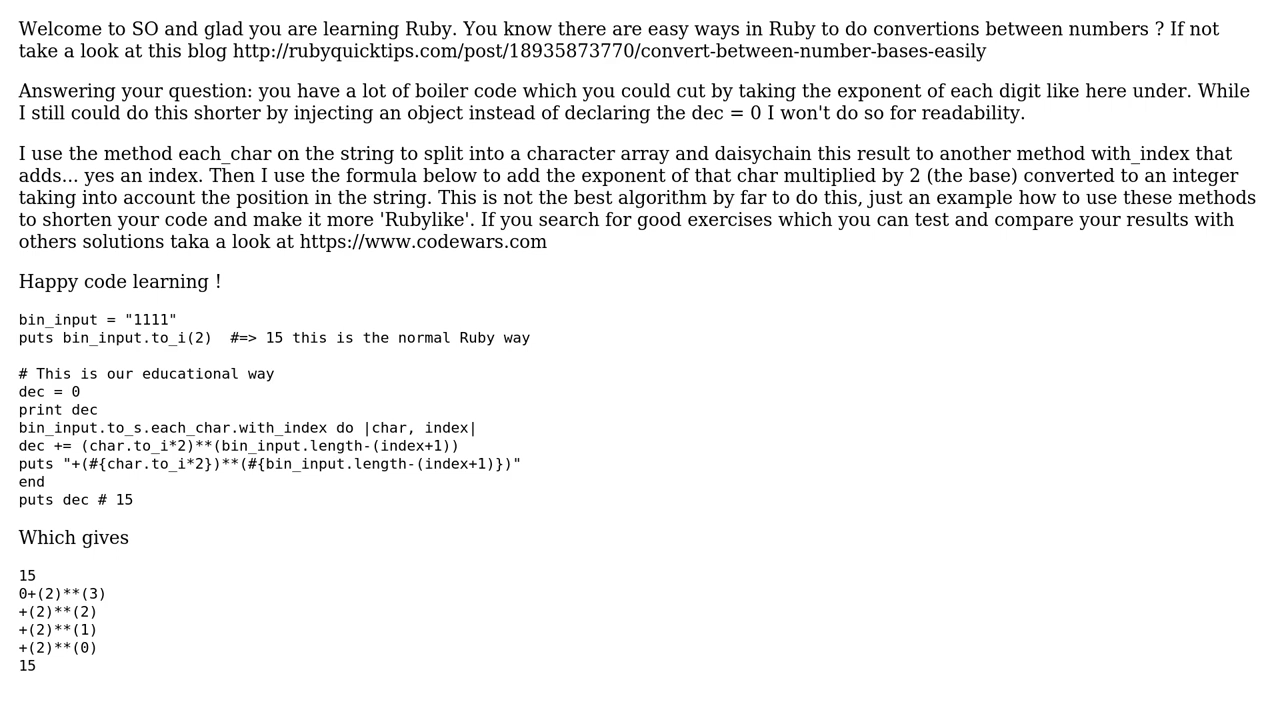 Welcome to SO and glad you are learning Ruby. You know there are easy ways in Ruby to do convertions between numbers ? If not
take a look at this blog http://rubyquicktips.com/post/18935873770/convert-between-number-bases-easily
Answering your question: you have a lot of boiler code which you could cut by taking the exponent of each digit like here under. While
I still could do this shorter by injecting an object instead of declaring the dec = 0 I won't do so for readability.
I use the method each_char on the string to split into a character array and daisychain this result to another method with_index that
adds... yes an index. Then I use the formula below to add the exponent of that char multiplied by 2 (the base) converted to an integer
taking into account the position in the string. This is not the best algorithm by far to do this, just an example how to use these methods
to shorten your code and make it more 'Rubylike'. If you search for good exercises which you can test and compare your results with
others solutions taka a look at https://www.codewars.com
Happy code learning !
bin_input = "1111"
puts bin_input.to_i(2)  #=> 15 this is the normal Ruby way
# This is our educational way
dec = 0
print dec
bin_input.to_s.each_char.with_index do |char, index|
dec += (char.to_i*2)**(bin_input.length-(index+1))
puts "+(#{char.to_i*2})**(#{bin_input.length-(index+1)})"
end
puts dec # 15
Which gives
15
0+(2)**(3)
+(2)**(2)
+(2)**(1)
+(2)**(0)
15